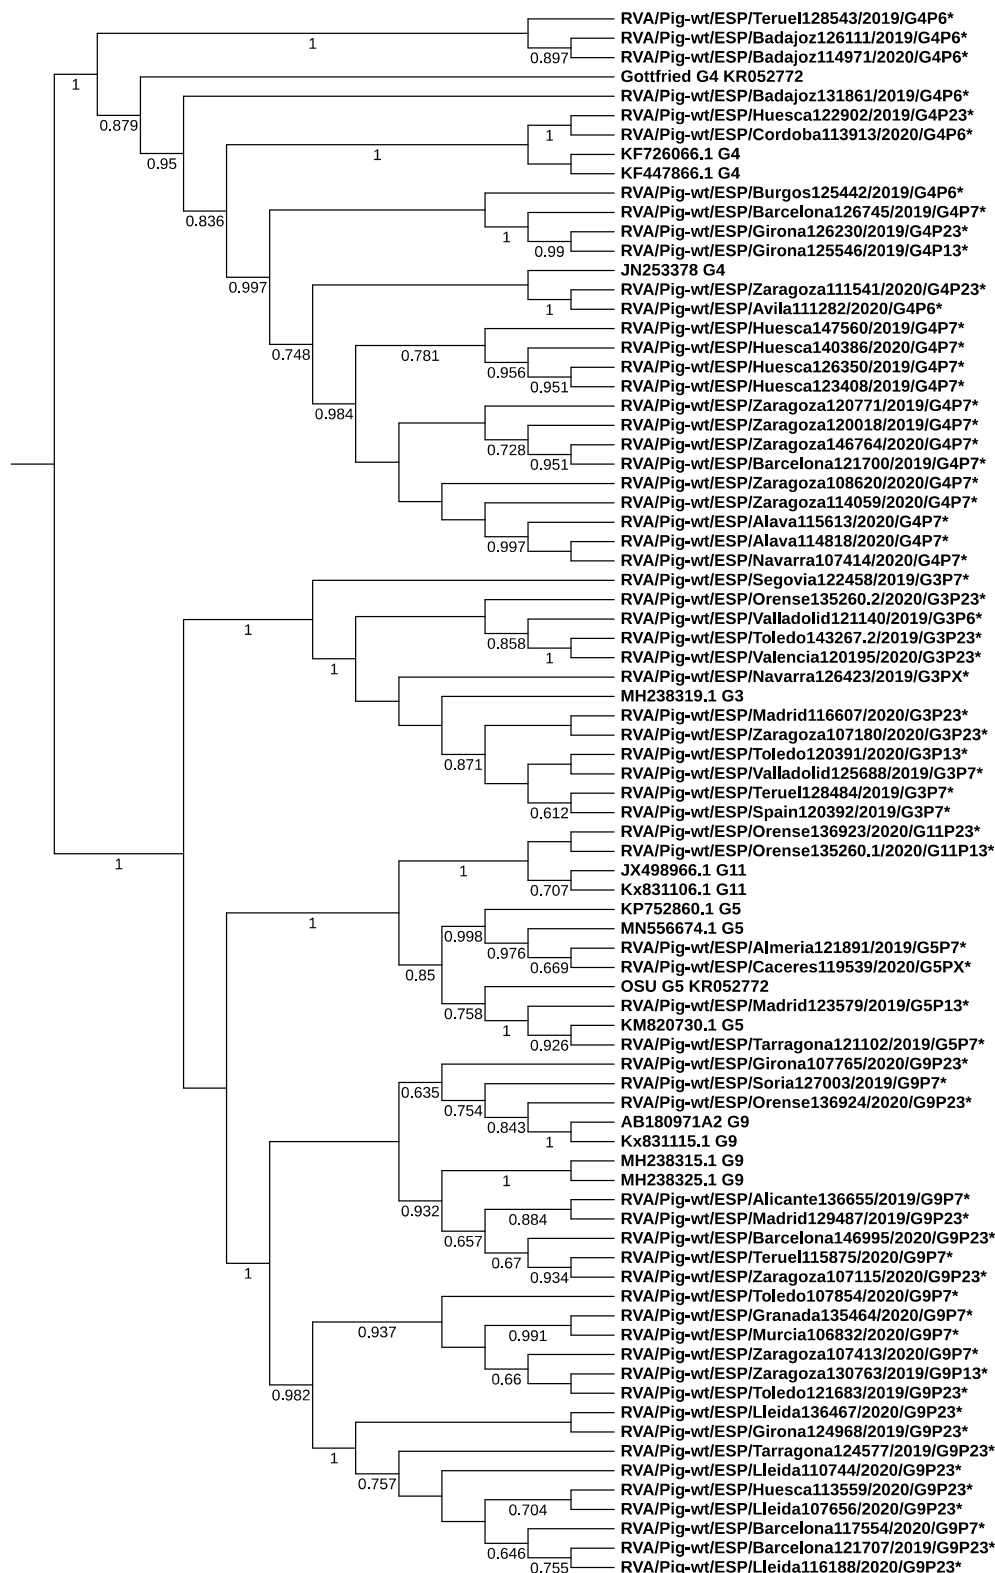 RVA/Pig-wt/ESP/Teruel128543/2019/G4P6*
1
RVA/Pig-wt/ESP/Badajoz126111/2019/G4P6*
0.897
RVA/Pig-wt/ESP/Badajoz114971/2020/G4P6*
1
Gottfried G4 KR052772
RVA/Pig-wt/ESP/Badajoz131861/2019/G4P6*
0.879
RVA/Pig-wt/ESP/Huesca122902/2019/G4P23*
1
RVA/Pig-wt/ESP/Cordoba113913/2020/G4P6*
0.95
1
KF726066.1 G4
KF447866.1 G4
RVA/Pig-wt/ESP/Burgos125442/2019/G4P6*
0.836
RVA/Pig-wt/ESP/Barcelona126745/2019/G4P7*
1
RVA/Pig-wt/ESP/Girona126230/2019/G4P23*
0.99
RVA/Pig-wt/ESP/Girona125546/2019/G4P13*
JN253378 G4
0.997
RVA/Pig-wt/ESP/Zaragoza111541/2020/G4P23*
1
RVA/Pig-wt/ESP/Avila111282/2020/G4P6*
RVA/Pig-wt/ESP/Huesca147560/2019/G4P7*
0.748
0.781
RVA/Pig-wt/ESP/Huesca140386/2020/G4P7*
0.956
RVA/Pig-wt/ESP/Huesca126350/2019/G4P7*
0.951
RVA/Pig-wt/ESP/Huesca123408/2019/G4P7*
RVA/Pig-wt/ESP/Zaragoza120771/2019/G4P7*
0.984
RVA/Pig-wt/ESP/Zaragoza120018/2019/G4P7*
0.728
RVA/Pig-wt/ESP/Zaragoza146764/2020/G4P7*
0.951
RVA/Pig-wt/ESP/Barcelona121700/2019/G4P7*
RVA/Pig-wt/ESP/Zaragoza108620/2020/G4P7*
RVA/Pig-wt/ESP/Zaragoza114059/2020/G4P7*
RVA/Pig-wt/ESP/Alava115613/2020/G4P7*
0.997
RVA/Pig-wt/ESP/Alava114818/2020/G4P7*
RVA/Pig-wt/ESP/Navarra107414/2020/G4P7*
RVA/Pig-wt/ESP/Segovia122458/2019/G3P7*
RVA/Pig-wt/ESP/Orense135260.2/2020/G3P23*
RVA/Pig-wt/ESP/Valladolid121140/2019/G3P6*
1
0.858
RVA/Pig-wt/ESP/Toledo143267.2/2019/G3P23*
1
1
RVA/Pig-wt/ESP/Valencia120195/2020/G3P23*
RVA/Pig-wt/ESP/Navarra126423/2019/G3PX*
MH238319.1 G3
RVA/Pig-wt/ESP/Madrid116607/2020/G3P23*
RVA/Pig-wt/ESP/Zaragoza107180/2020/G3P23*
RVA/Pig-wt/ESP/Toledo120391/2020/G3P13*
0.871
RVA/Pig-wt/ESP/Valladolid125688/2019/G3P7*
RVA/Pig-wt/ESP/Teruel128484/2019/G3P7*
0.612
RVA/Pig-wt/ESP/Spain120392/2019/G3P7*
RVA/Pig-wt/ESP/Orense136923/2020/G11P23*
RVA/Pig-wt/ESP/Orense135260.1/2020/G11P13*
1
1
JX498966.1 G11
0.707
Kx831106.1 G11
KP752860.1 G5
1
MN556674.1 G5
0.998
RVA/Pig-wt/ESP/Almeria121891/2019/G5P7*
0.976
RVA/Pig-wt/ESP/Caceres119539/2020/G5PX*
0.669
0.85
OSU G5 KR052772
RVA/Pig-wt/ESP/Madrid123579/2019/G5P13*
0.758
KM820730.1 G5
1
RVA/Pig-wt/ESP/Tarragona121102/2019/G5P7*
0.926
RVA/Pig-wt/ESP/Girona107765/2020/G9P23*
RVA/Pig-wt/ESP/Soria127003/2019/G9P7*
0.635
RVA/Pig-wt/ESP/Orense136924/2020/G9P23*
0.754
AB180971A2 G9
0.843
Kx831115.1 G9
1
MH238315.1 G9
MH238325.1 G9
1
RVA/Pig-wt/ESP/Alicante136655/2019/G9P7*
0.932
RVA/Pig-wt/ESP/Madrid129487/2019/G9P23*
0.884
RVA/Pig-wt/ESP/Barcelona146995/2020/G9P23*
0.657
RVA/Pig-wt/ESP/Teruel115875/2020/G9P7*
0.67
1
RVA/Pig-wt/ESP/Zaragoza107115/2020/G9P23*
0.934
RVA/Pig-wt/ESP/Toledo107854/2020/G9P7*
RVA/Pig-wt/ESP/Granada135464/2020/G9P7*
0.937
RVA/Pig-wt/ESP/Murcia106832/2020/G9P7*
0.991
RVA/Pig-wt/ESP/Zaragoza107413/2020/G9P7*
RVA/Pig-wt/ESP/Zaragoza130763/2019/G9P13*
0.66
RVA/Pig-wt/ESP/Toledo121683/2019/G9P23*
0.982
RVA/Pig-wt/ESP/Lleida136467/2020/G9P23*
RVA/Pig-wt/ESP/Girona124968/2019/G9P23*
RVA/Pig-wt/ESP/Tarragona124577/2019/G9P23*
1
RVA/Pig-wt/ESP/Lleida110744/2020/G9P23*
0.757
RVA/Pig-wt/ESP/Huesca113559/2020/G9P23*
RVA/Pig-wt/ESP/Lleida107656/2020/G9P23*
0.704
RVA/Pig-wt/ESP/Barcelona117554/2020/G9P7*
RVA/Pig-wt/ESP/Barcelona121707/2019/G9P23*
0.646
RVA/Pig-wt/ESP/Lleida116188/2020/G9P23*
0.755